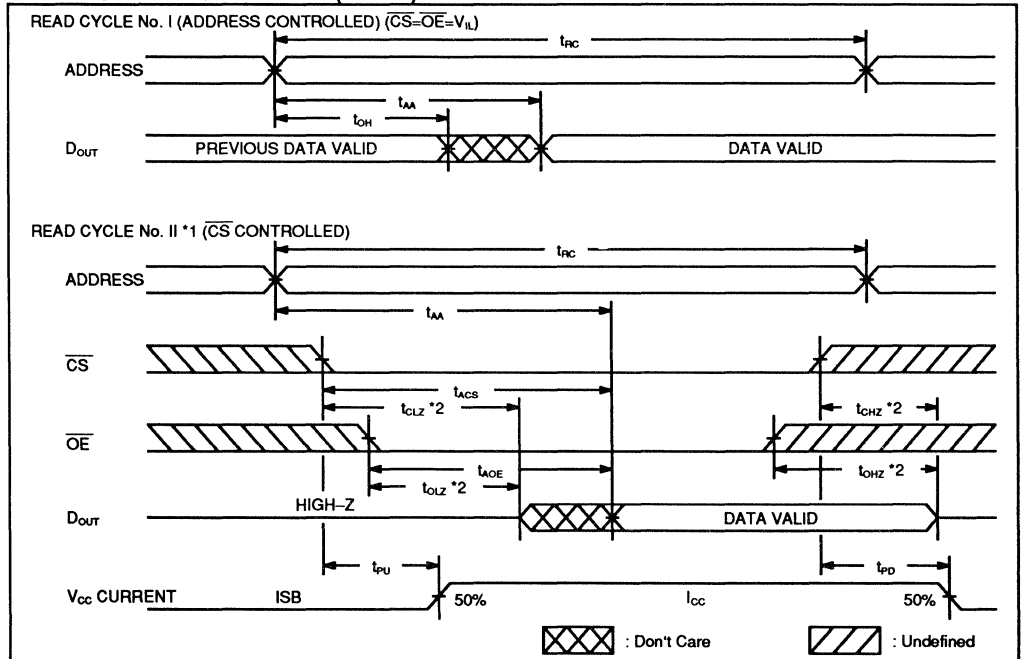 READ CYCLE No. I (ADDRESS CONTROLLED) (CS=OE=VIL)
tRC
ADDRESS
tAA
tOH
DOUT PREVIOUS DATA VALID DATA VALID
READ CYCLE No. II *1 (CS CONTROLLED)
tRC
ADDRESS
tAA
CS
tACS
tCLZ *2 tCHZ *2
OE
tAOE tOHZ *2
tOLZ *2
HIGH–Z
DOUT DATA VALID
tPU tPD
VCC CURRENT ISB 50% ICC 50%
: Don't Care : Undefined